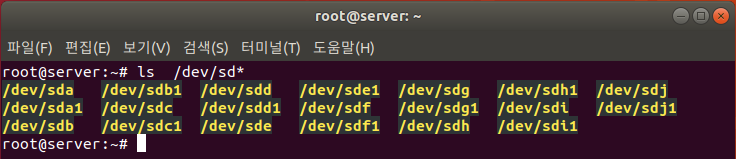 root@server: ~
파일(F) 편집(E) 보기(V) 검색(S) 터미널(T) 도움말(H)
root@server:~# ls  /dev/sd*
/dev/sda   /dev/sdb1  /dev/sdd   /dev/sde1  /dev/sdg   /dev/sdh1  /dev/sdj
/dev/sda1  /dev/sdc   /dev/sdd1  /dev/sdf   /dev/sdg1  /dev/sdi   /dev/sdj1
/dev/sdb   /dev/sdc1  /dev/sde   /dev/sdf1  /dev/sdh   /dev/sdi1
root@server:~#